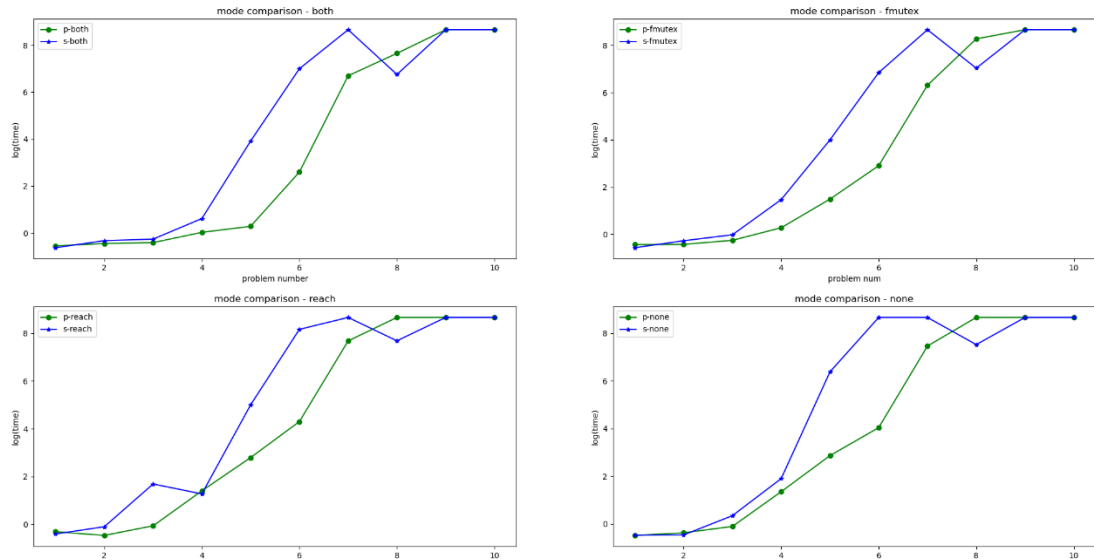 mode comparison - both
p-both
s-both
8
6
4
2
0
log(time)
2
4
6
8
10
problem number
mode comparison - fmutex
p-fmutex
s-fmutex
8
6
4
2
0
log(time)
2
4
6
8
10
problem num
mode comparison - reach
p-reach
s-reach
8
6
4
2
0
log(time)
2
4
6
8
10
mode comparison - none
p-none
s-none
8
6
4
2
0
log(time)
2
4
6
8
10